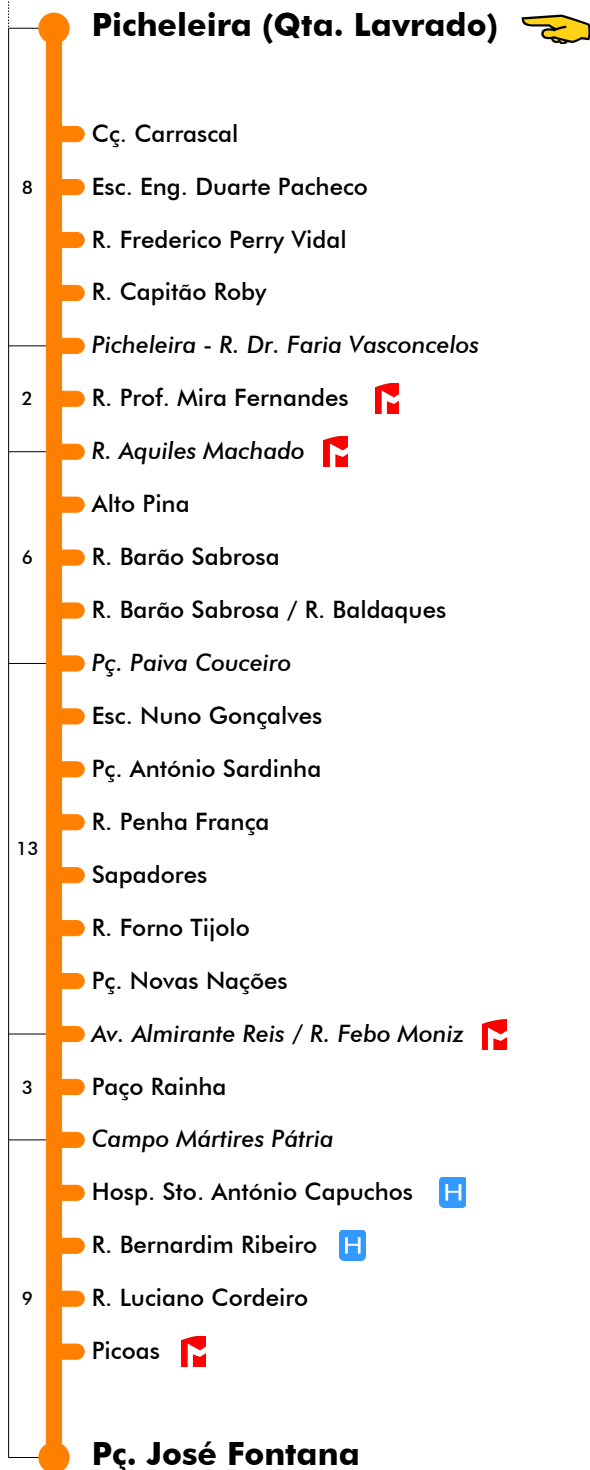 Picheleira (Qta. Lavrado)
Cç. Carrascal
8
Esc. Eng. Duarte Pacheco
R. Frederico Perry Vidal
R. Capitão Roby
Picheleira - R. Dr. Faria Vasconcelos
2
R. Prof. Mira Fernandes
R. Aquiles Machado
Alto Pina
6
R. Barão Sabrosa
R. Barão Sabrosa / R. Baldaques
Pç. Paiva Couceiro
Esc. Nuno Gonçalves
Pç. António Sardinha
R. Penha França
13
Sapadores
R. Forno Tijolo
Pç. Novas Nações
Av. Almirante Reis / R. Febo Moniz
3
Paço Rainha
Campo Mártires Pátria
Hosp. Sto. António Capuchos H
R. Bernardim Ribeiro H
9
R. Luciano Cordeiro
Picoas
Pç. José Fontana